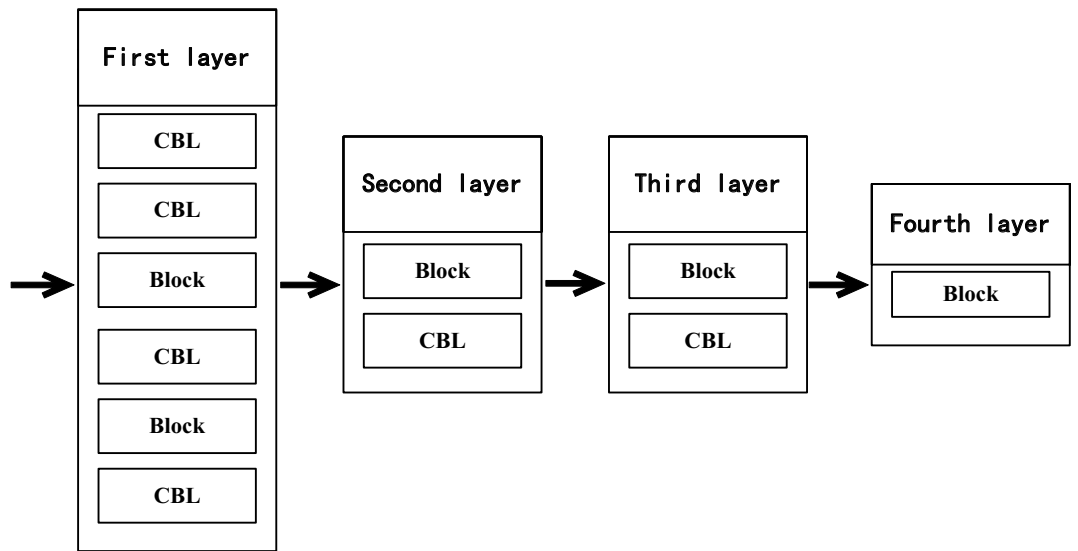 First layer
CBL
CBL
Block
CBL
Block
CBL
Second layer
Block
CBL
Third layer
Block
CBL
Fourth layer
Block